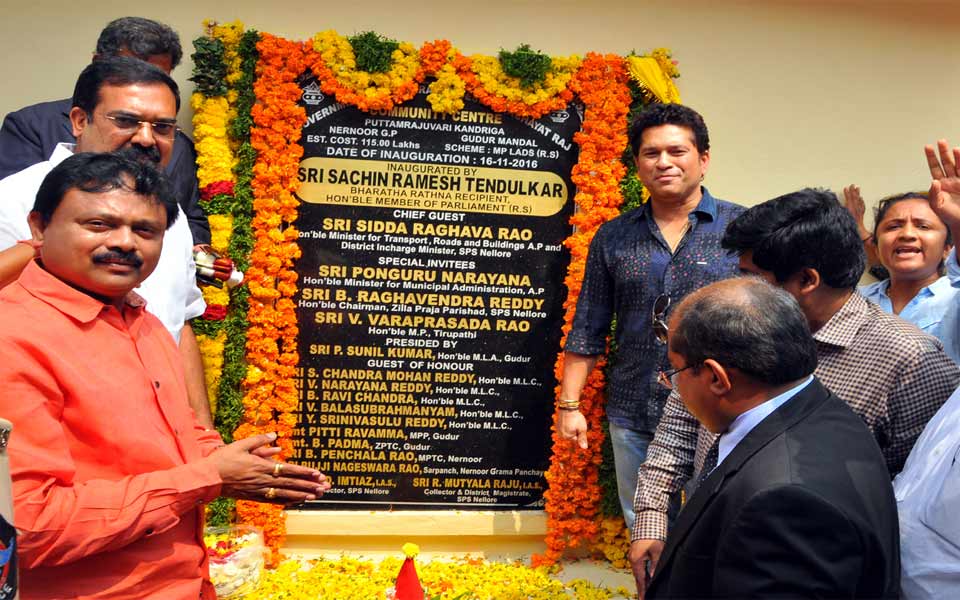 COMMUNITY CENTRE
PUTTAMRAJUVARI KANDRIGA
NERNOOR G.P GUDUR MANDAL
EST. COST. 115.00 LAKHS SCHEME : MP LADS (R.S)
DATE OF INAUGURATION : 16-11-2016
INAUGURATED BY
SRI SACHIN RAMESH TENDULKAR
BHARATHA RATHNA RECIPIENT,
HON'BLE MEMBER OF PARLIAMENT (R.S)
CHIEF GUEST
SRI SIDDA RAGHAVA RAO
Hon'ble Minister for Transport, Roads and Buildings A.P and
District Incharge Minister, SPS Nellore
SPECIAL INVITEES
SRI PONGURU NARAYANA
Hon'ble Minister for Municipal Administration, A.P
SRI B. RAGHAVENDRA REDDY
Hon'ble Chairman, Zilla Praja Parishad, SPS Nellore
SRI V. VARAPRASADA RAO
Hon'ble M.P., Tirupathi
PRESIDED BY
SRI P. SUNIL KUMAR, Hon'ble M.L.A., Gudur
GUEST OF HONOUR
SRI S. CHANDRA MOHAN REDDY, Hon'ble M.L.C.,
SRI V. NARAYANA REDDY, Hon'ble M.L.C.,
B. RAVI CHANDRA, Hon'ble M.L.C.,
V. BALASUBRAHMANYAM, Hon'ble M.L.C.,
Y. SRINIVASULU REDDY, Hon'ble M.L.C.,
PITTI RAVAMMA, MPP, Gudur
B. PADMA, ZPTC, Gudur
B. PENCHALA RAO, MPTC, Nernoor
NAGESWARA RAO, Sarpanch, Nernoor Grama
IMTIAZ, I.A.S., SRI R. MUTYALA RAJU, I.A.S.,
SPS Nellore Collector & District Magistrate,
SPS Nellore